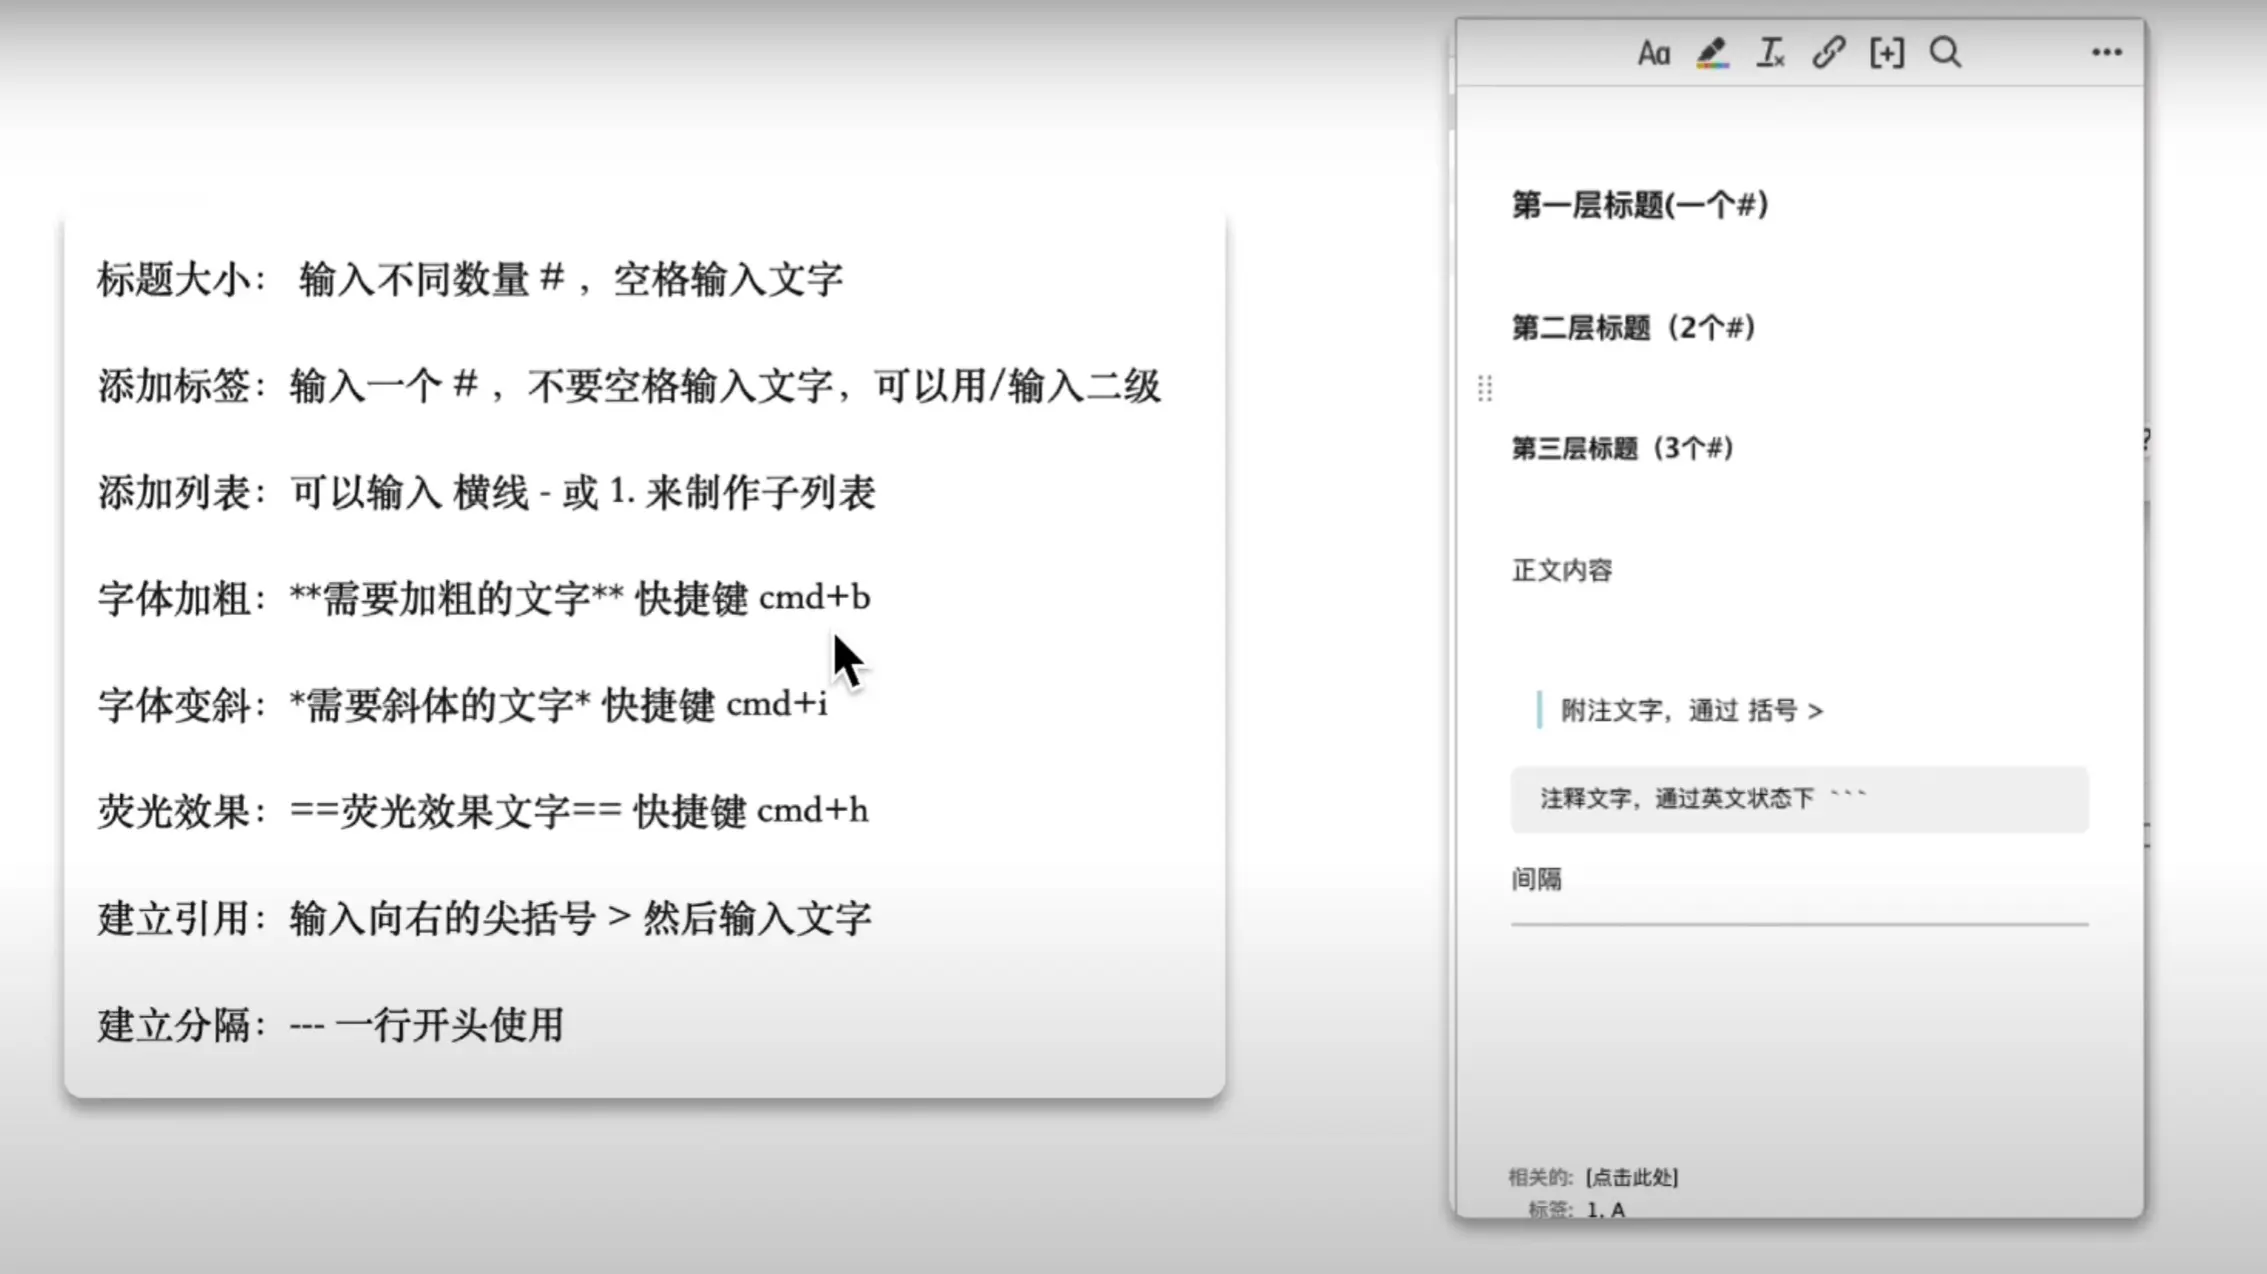 标题大小： 输入不同数量 # ，空格输入文字
添加标签：输入一个 # ，不要空格输入文字，可以用/输入二级
添加列表：可以输入 横线 - 或 1. 来制作子列表
字体加粗：**需要加粗的文字** 快捷键 cmd+b
字体变斜：*需要斜体的文字* 快捷键 cmd+i
荧光效果：==荧光效果文字== 快捷键 cmd+h
建立引用：输入向右的尖括号 > 然后输入文字
建立分隔：--- 一行开头使用
Aa
第一层标题(一个#)
第二层标题（2个#）
第三层标题（3个#）
正文内容
附注文字，通过 括号 >
注释文字，通过英文状态下 ```
间隔
相关的: [点击此处]
标签: 1. A